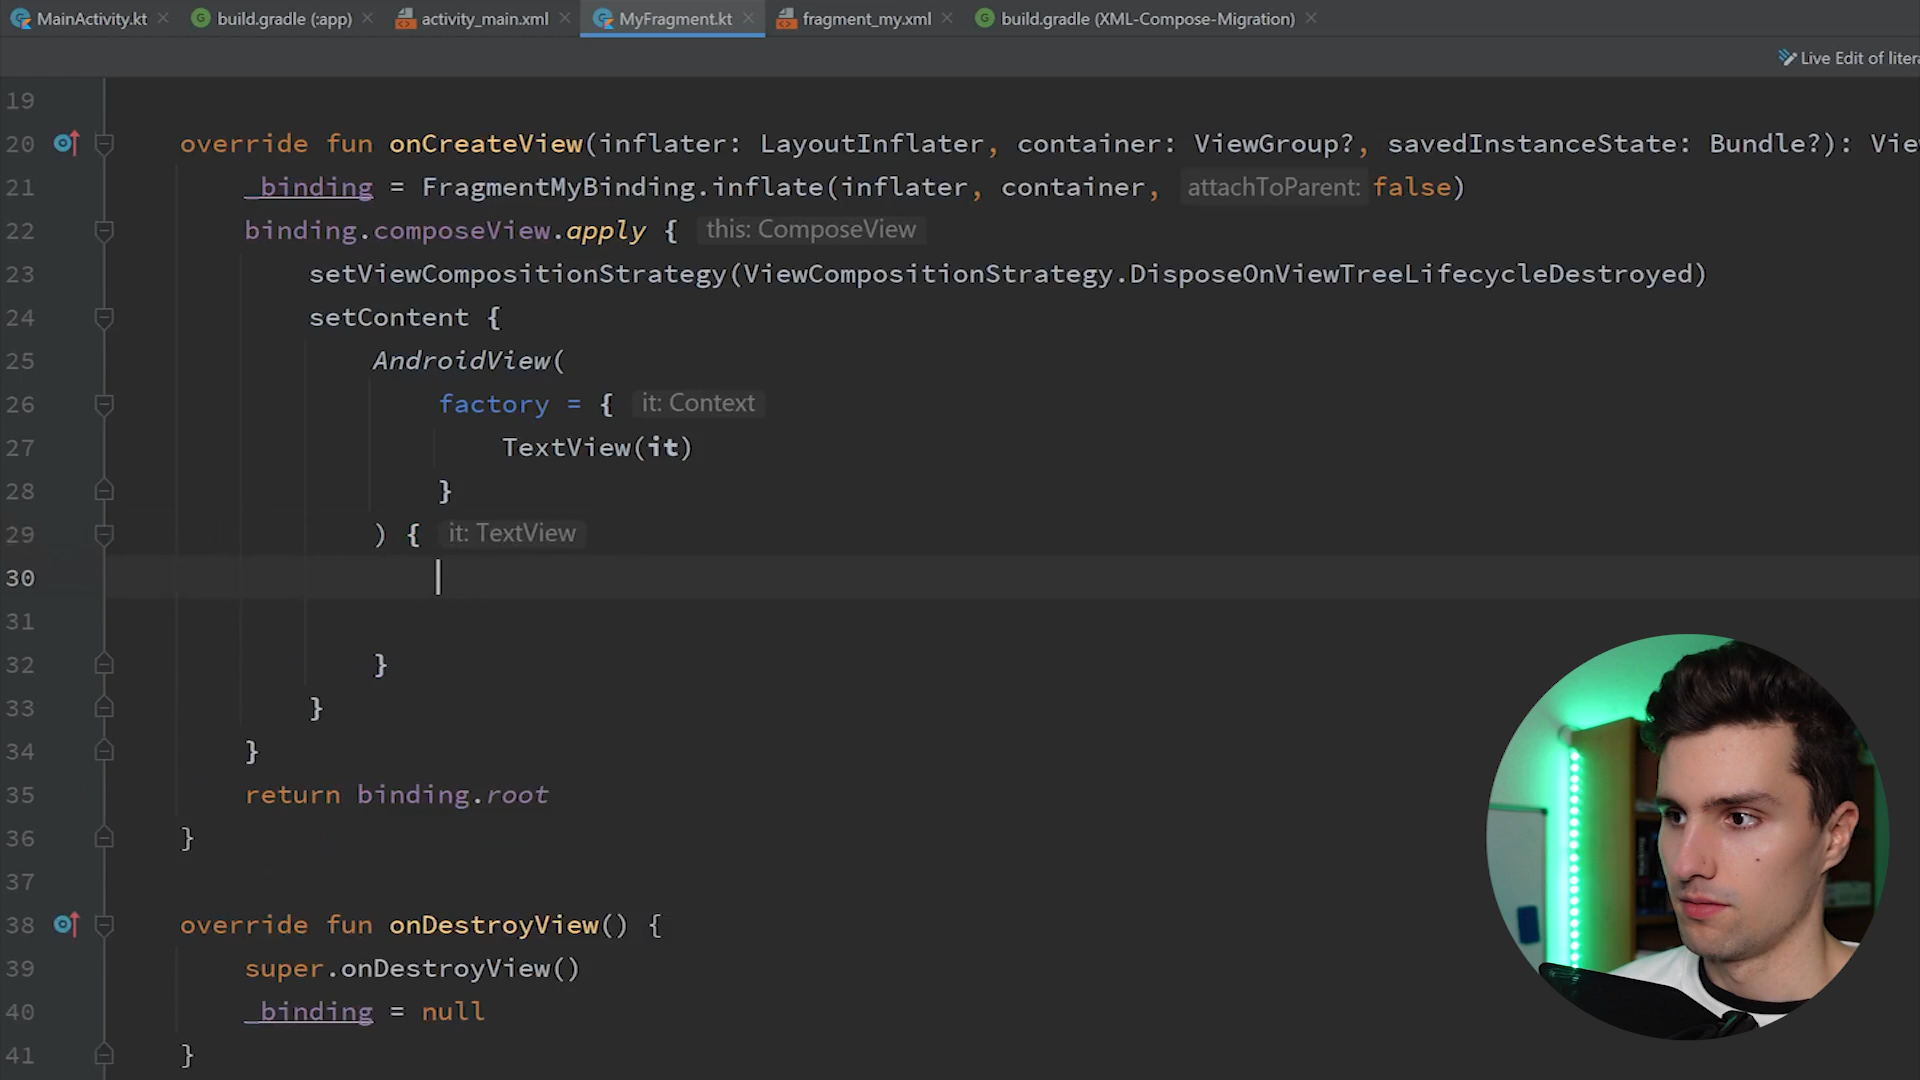 MainActivity.kt build.gradle (:app) activity_main.xml MyFragment.kt fragment_my.xml build.gradle (XML-Compose-Migration)
Live Edit of litera
19
20 override fun onCreateView(inflater: LayoutInflater, container: ViewGroup?, savedInstanceState: Bundle?): View
21 _binding = FragmentMyBinding.inflate(inflater, container, attachToParent: false)
22 binding.composeView.apply { this: ComposeView
23 setViewCompositionStrategy(ViewCompositionStrategy.DisposeOnViewTreeLifecycleDestroyed)
24 setContent {
25 AndroidView(
26 factory = { it: Context
27 TextView(it)
28 }
29 ) { it: TextView
30
31
32 }
33 }
34 }
35 return binding.root
36 }
37
38 override fun onDestroyView() {
39 super.onDestroyView()
40 _binding = null
41 }